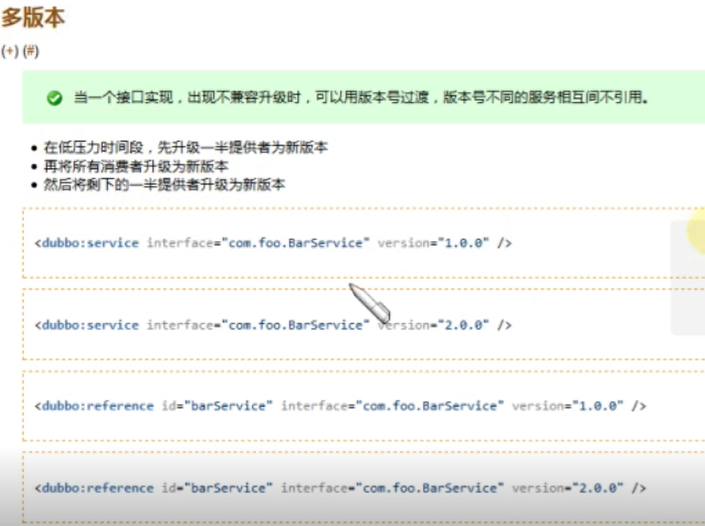 多版本
(+) (#)
当一个接口实现，出现不兼容升级时，可以用版本号过渡，版本号不同的服务相互间不引用。
在低压力时间段，先升级一半提供者为新版本
再将所有消费者升级为新版本
然后将剩下的一半提供者升级为新版本
<dubbo:service interface="com.foo.BarService" version="1.0.0" />
<dubbo:service interface="com.foo.BarService" version="2.0.0" />
<dubbo:reference id="barService" interface="com.foo.BarService" version="1.0.0" />
<dubbo:reference id="barService" interface="com.foo.BarService" version="2.0.0" />